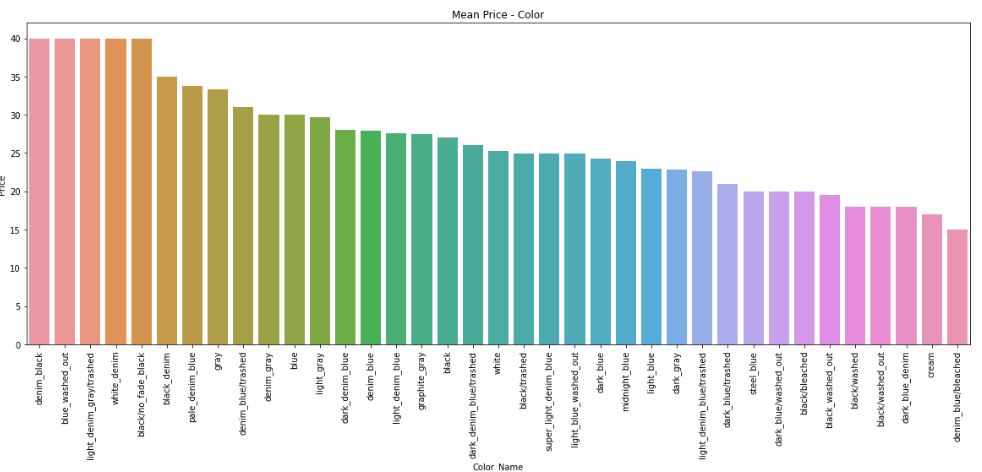 Mean Price - Color
40
35
30
25
20
15
10
5
0
Price
denim_black
blue_washed_out
light_denim_gray/trashed
white_denim
black/no_fade_black
black_denim
pale_denim_blue
gray
denim_blue/trashed
denim_gray
blue
light_gray
dark_denim_blue
denim_blue
light_denim_blue
graphite_gray
black
dark_denim_blue/trashed
white
black/trashed
super_light_denim_blue
light_blue_washed_out
dark_blue
midnight_blue
light_blue
dark_gray
light_denim_blue/trashed
dark_blue/trashed
steel_blue
dark_blue/washed_out
black/bleached
black_washed_out
black/washed
black/washed_out
dark_blue_denim
cream
denim_blue/bleached
Color_Name